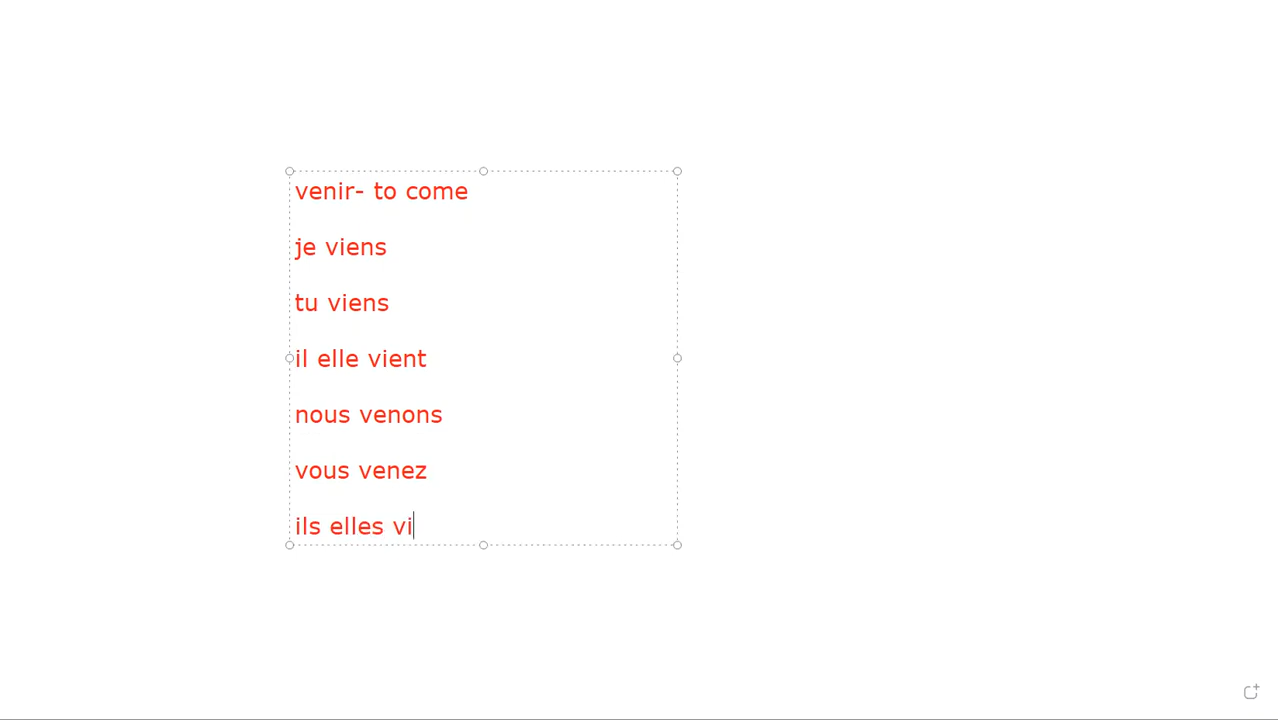 venir- to come
je viens
tu viens
il elle vient
nous venons
vous venez
ils elles vi